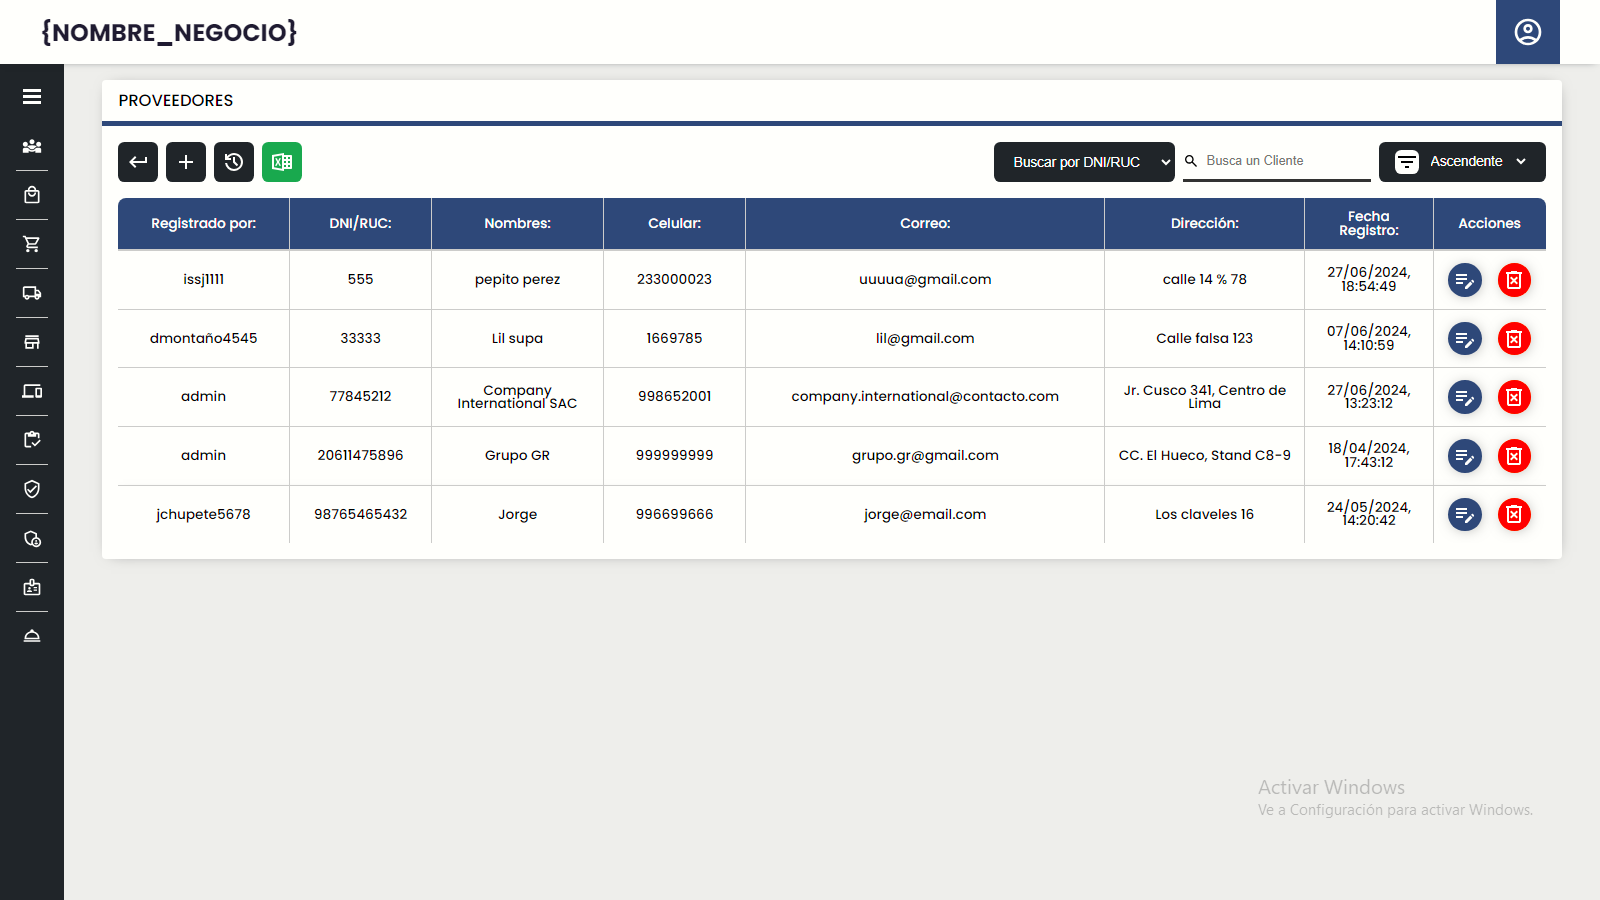 {NOMBRE_NEGOCIO}
PROVEEDORES
Buscar por DNI/RUC
Busca un Cliente
Ascendente
Registrado por: DNI/RUC: Nombres: Celular: Correo: Dirección: Fecha Registro: Acciones
issj1111 555 pepito perez 233000023 uuuua@gmail.com calle 14 % 78 27/06/2024, 18:54:49
dmontaño4545 33333 Lil supa 1669785 lil@gmail.com Calle falsa 123 07/06/2024, 14:10:59
admin 77845212 Company International SAC 998652001 company.international@contacto.com Jr. Cusco 341, Centro de Lima 27/06/2024, 13:23:12
admin 20611475896 Grupo GR 999999999 grupo.gr@gmail.com CC. El Hueco, Stand C8-9 18/04/2024, 17:43:12
jchupete5678 98765465432 Jorge 996699666 jorge@email.com Los claveles 16 24/05/2024, 14:20:42
Activar Windows
Ve a Configuración para activar Windows.